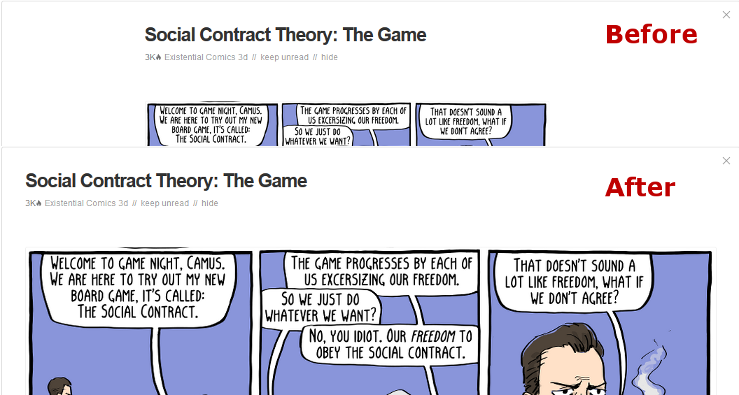 Social Contract Theory: The Game
Before
3K Existential Comics 3d // keep unread // hide
WELCOME TO GAME NIGHT, CAMUS.
WE ARE HERE TO TRY OUT MY NEW
BOARD GAME, IT'S CALLED:
THE SOCIAL CONTRACT.
THE GAME PROGRESSES BY EACH OF
US EXCERSIZING OUR FREEDOM.
SO WE JUST DO
WHATEVER WE WANT?
THAT DOESN'T SOUND A
LOT LIKE FREEDOM, WHAT IF
WE DON'T AGREE?
Social Contract Theory: The Game
After
3K Existential Comics 3d // keep unread // hide
WELCOME TO GAME NIGHT, CAMUS.
WE ARE HERE TO TRY OUT MY NEW
BOARD GAME, IT'S CALLED:
THE SOCIAL CONTRACT.
THE GAME PROGRESSES BY EACH OF
US EXCERSIZING OUR FREEDOM.
SO WE JUST DO
WHATEVER WE WANT?
NO, YOU IDIOT. OUR FREEDOM TO
OBEY THE SOCIAL CONTRACT.
THAT DOESN'T SOUND A
LOT LIKE FREEDOM, WHAT IF
WE DON'T AGREE?